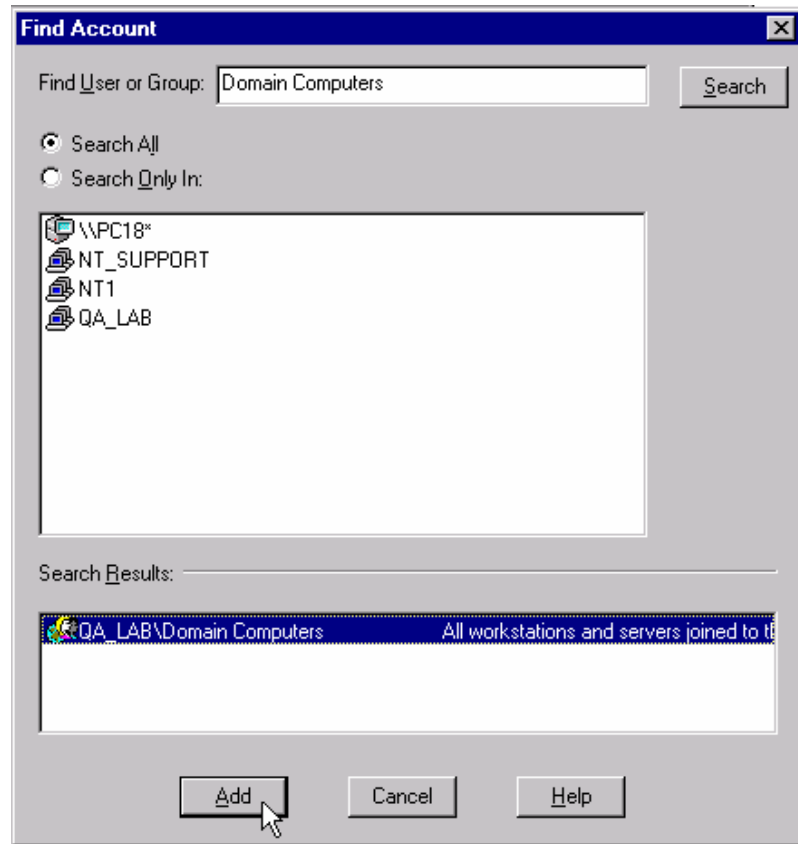 Find Account
Find User or Group: Domain Computers Search
Search All
Search Only In:
\\PC18*
NT_SUPPORT
NT1
QA_LAB
Search Results:
QA_LAB\Domain Computers All workstations and servers joined to
Add Cancel Help